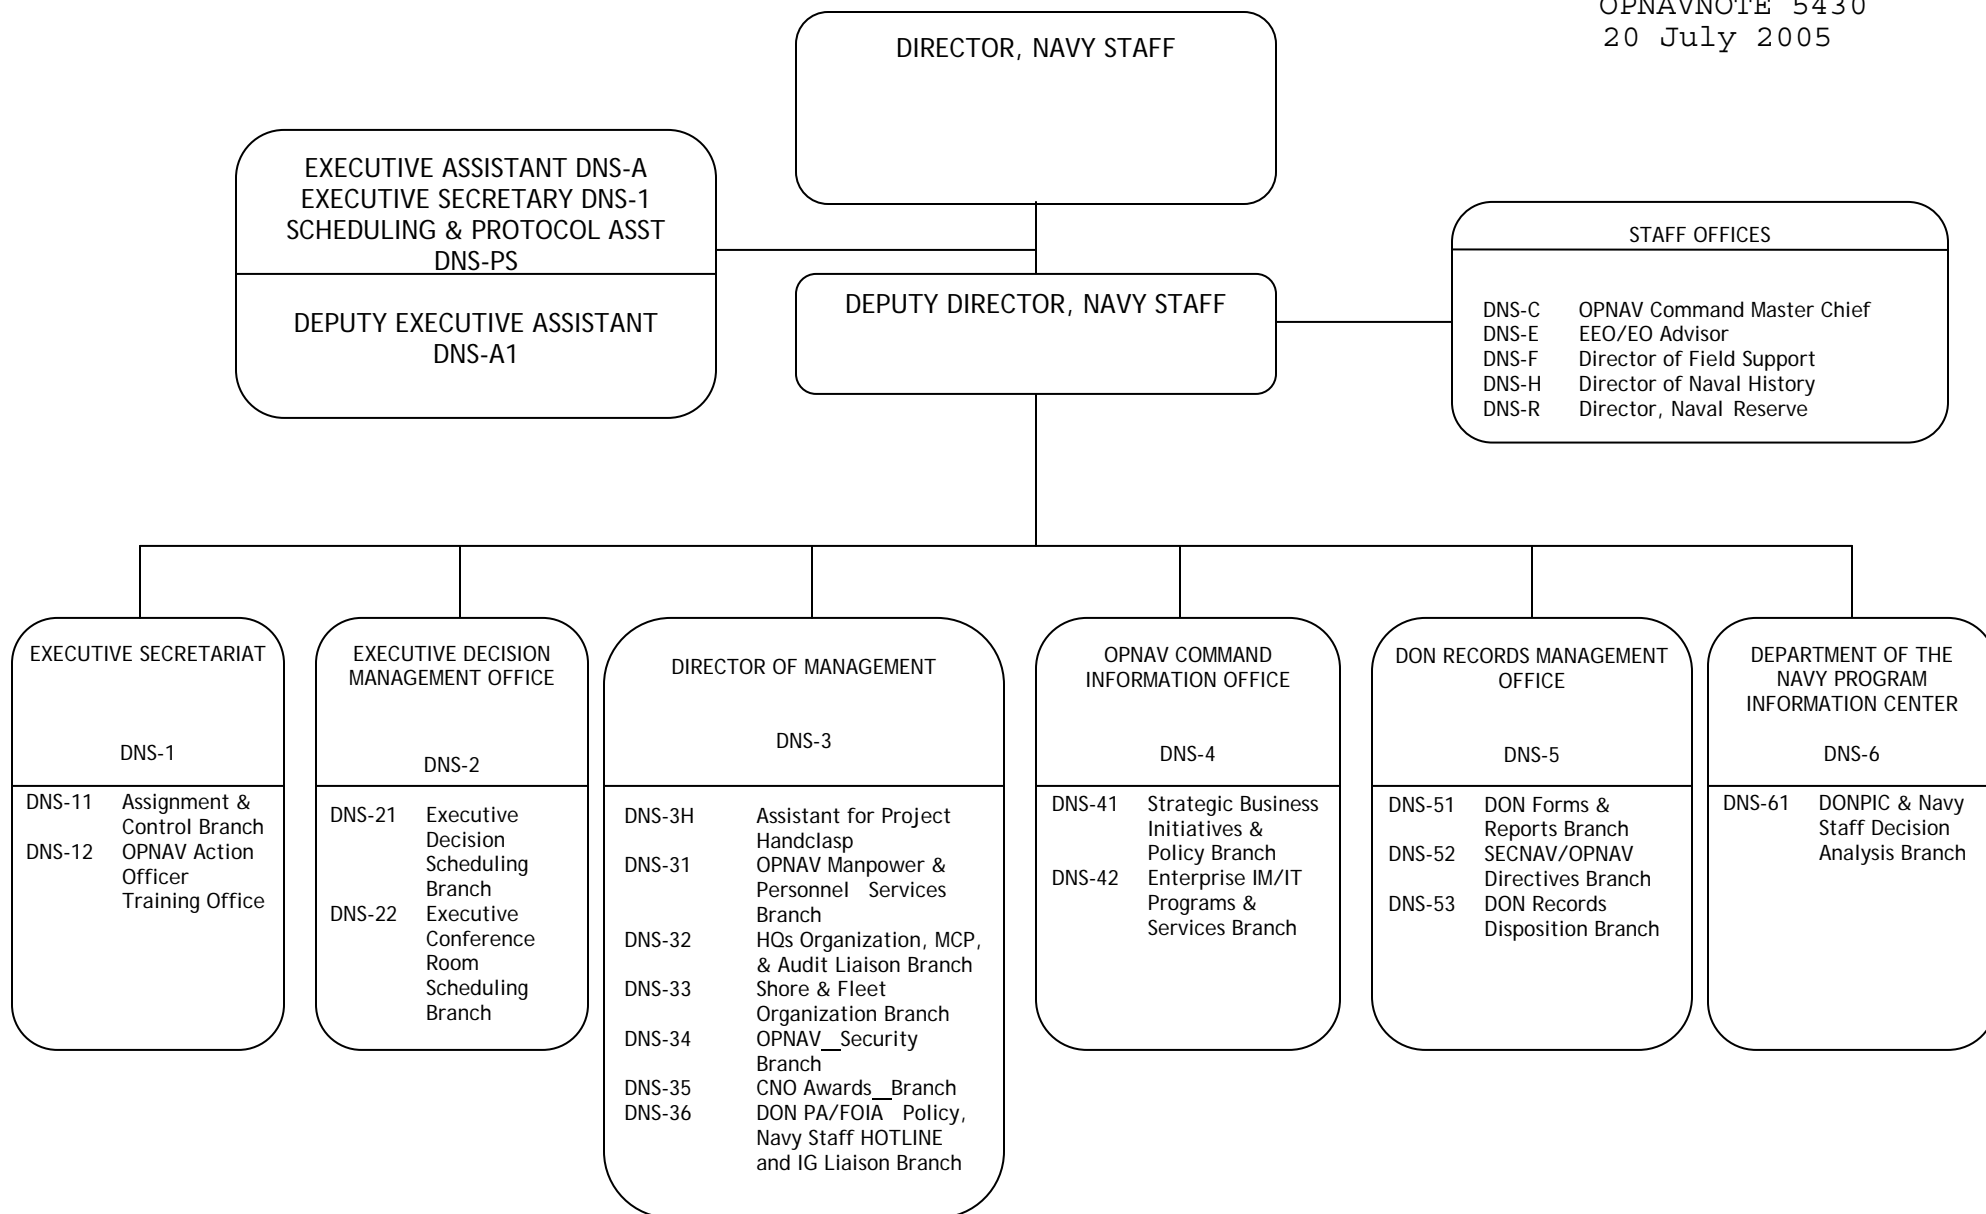 OPNAVNOTE 5430
20 July 2005
DIRECTOR, NAVY STAFF
EXECUTIVE ASSISTANT DNS-A
EXECUTIVE SECRETARY DNS-1
SCHEDULING & PROTOCOL ASST
DNS-PS
DEPUTY EXECUTIVE ASSISTANT
DNS-A1
DEPUTY DIRECTOR, NAVY STAFF
STAFF OFFICES
DNS-C OPNAV Command Master Chief
DNS-E EEO/EO Advisor
DNS-F Director of Field Support
DNS-H Director of Naval History
DNS-R Director, Naval Reserve
EXECUTIVE SECRETARIAT
DNS-1
DNS-11 Assignment &
Control Branch
DNS-12 OPNAV Action
Officer
Training Office
EXECUTIVE DECISION
MANAGEMENT OFFICE
DNS-2
DNS-21 Executive
Decision
Scheduling
Branch
DNS-22 Executive
Conference
Room
Scheduling
Branch
DIRECTOR OF MANAGEMENT
DNS-3
DNS-3H Assistant for Project
Handclasp
DNS-31 OPNAV Manpower &
Personnel Services
Branch
DNS-32 HQs Organization, MCP,
& Audit Liaison Branch
DNS-33 Shore & Fleet
Organization Branch
DNS-34 OPNAV__Security
Branch
DNS-35 CNO Awards__Branch
DNS-36 DON PA/FOIA Policy,
Navy Staff HOTLINE
and IG Liaison Branch
OPNAV COMMAND
INFORMATION OFFICE
DNS-4
DNS-41 Strategic Business
Initiatives &
Policy Branch
DNS-42 Enterprise IM/IT
Programs &
Services Branch
DON RECORDS MANAGEMENT
OFFICE
DNS-5
DNS-51 DON Forms &
Reports Branch
DNS-52 SECNAV/OPNAV
Directives Branch
DNS-53 DON Records
Disposition Branch
DEPARTMENT OF THE
NAVY PROGRAM
INFORMATION CENTER
DNS-6
DNS-61 DONPIC & Navy
Staff Decision
Analysis Branch